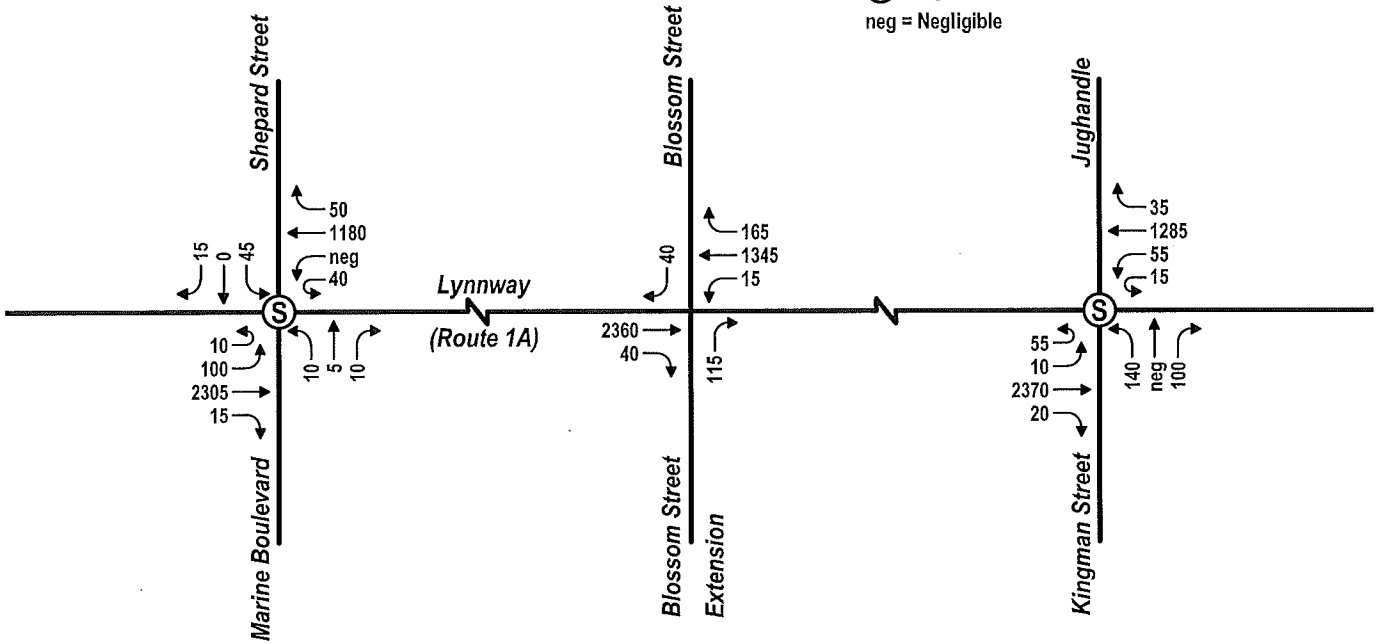 neg = Negligible
Shepard Street
Blossom Street
Jughandle
50
1180
neg
40
15
0
45
S
10
100
2305
15
10
5
10
Marine Boulevard
Lynnway
(Route 1A)
40
165
1345
15
2360
40
115
Blossom Street
Extension
35
1285
55
15
S
55
10
2370
20
140
neg
100
Kingman Street